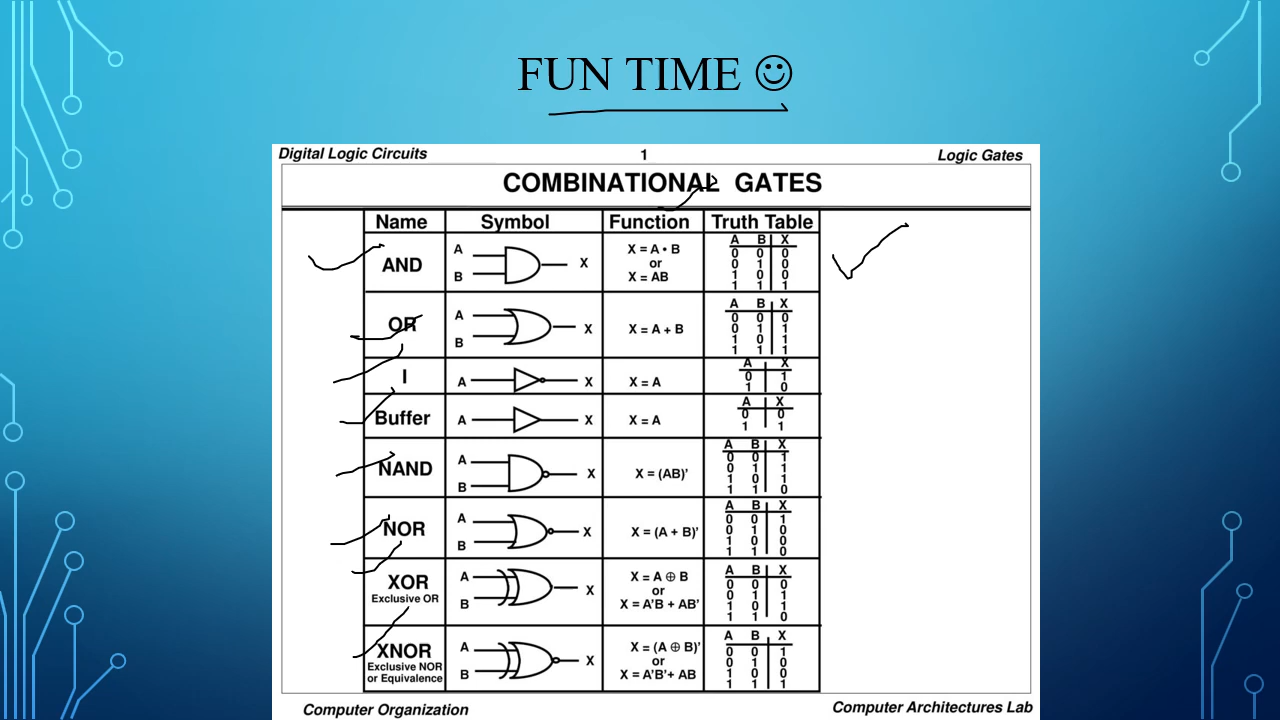 FUN TIME ☺
Digital Logic Circuits 1 Logic Gates
COMBINATIONAL GATES
Name Symbol Function Truth Table
AND
A
B
X
X = A • B
or
X = AB
A B X
0 0 0
0 1 0
1 0 0
1 1 1
OR
A
B
X
X = A + B
A B X
0 0 0
0 1 1
1 0 1
1 1 1
I
A X
X = A
A X
0 1
1 0
Buffer
A X
X = A
A X
0 0
1 1
NAND
A
B
X
X = (AB)'
A B X
0 0 1
0 1 1
1 0 1
1 1 0
NOR
A
B
X
X = (A + B)'
A B X
0 0 1
0 1 0
1 0 0
1 1 0
XOR
Exclusive OR
A
B
X
X = A ⊕ B
or
X = A'B + AB'
A B X
0 0 0
0 1 1
1 0 1
1 1 0
XNOR
Exclusive NOR
or Equivalence
A
B
X
X = (A ⊕ B)'
or
X = A'B'+ AB
A B X
0 0 1
0 1 0
1 0 0
1 1 1
Computer Organization Computer Architectures Lab